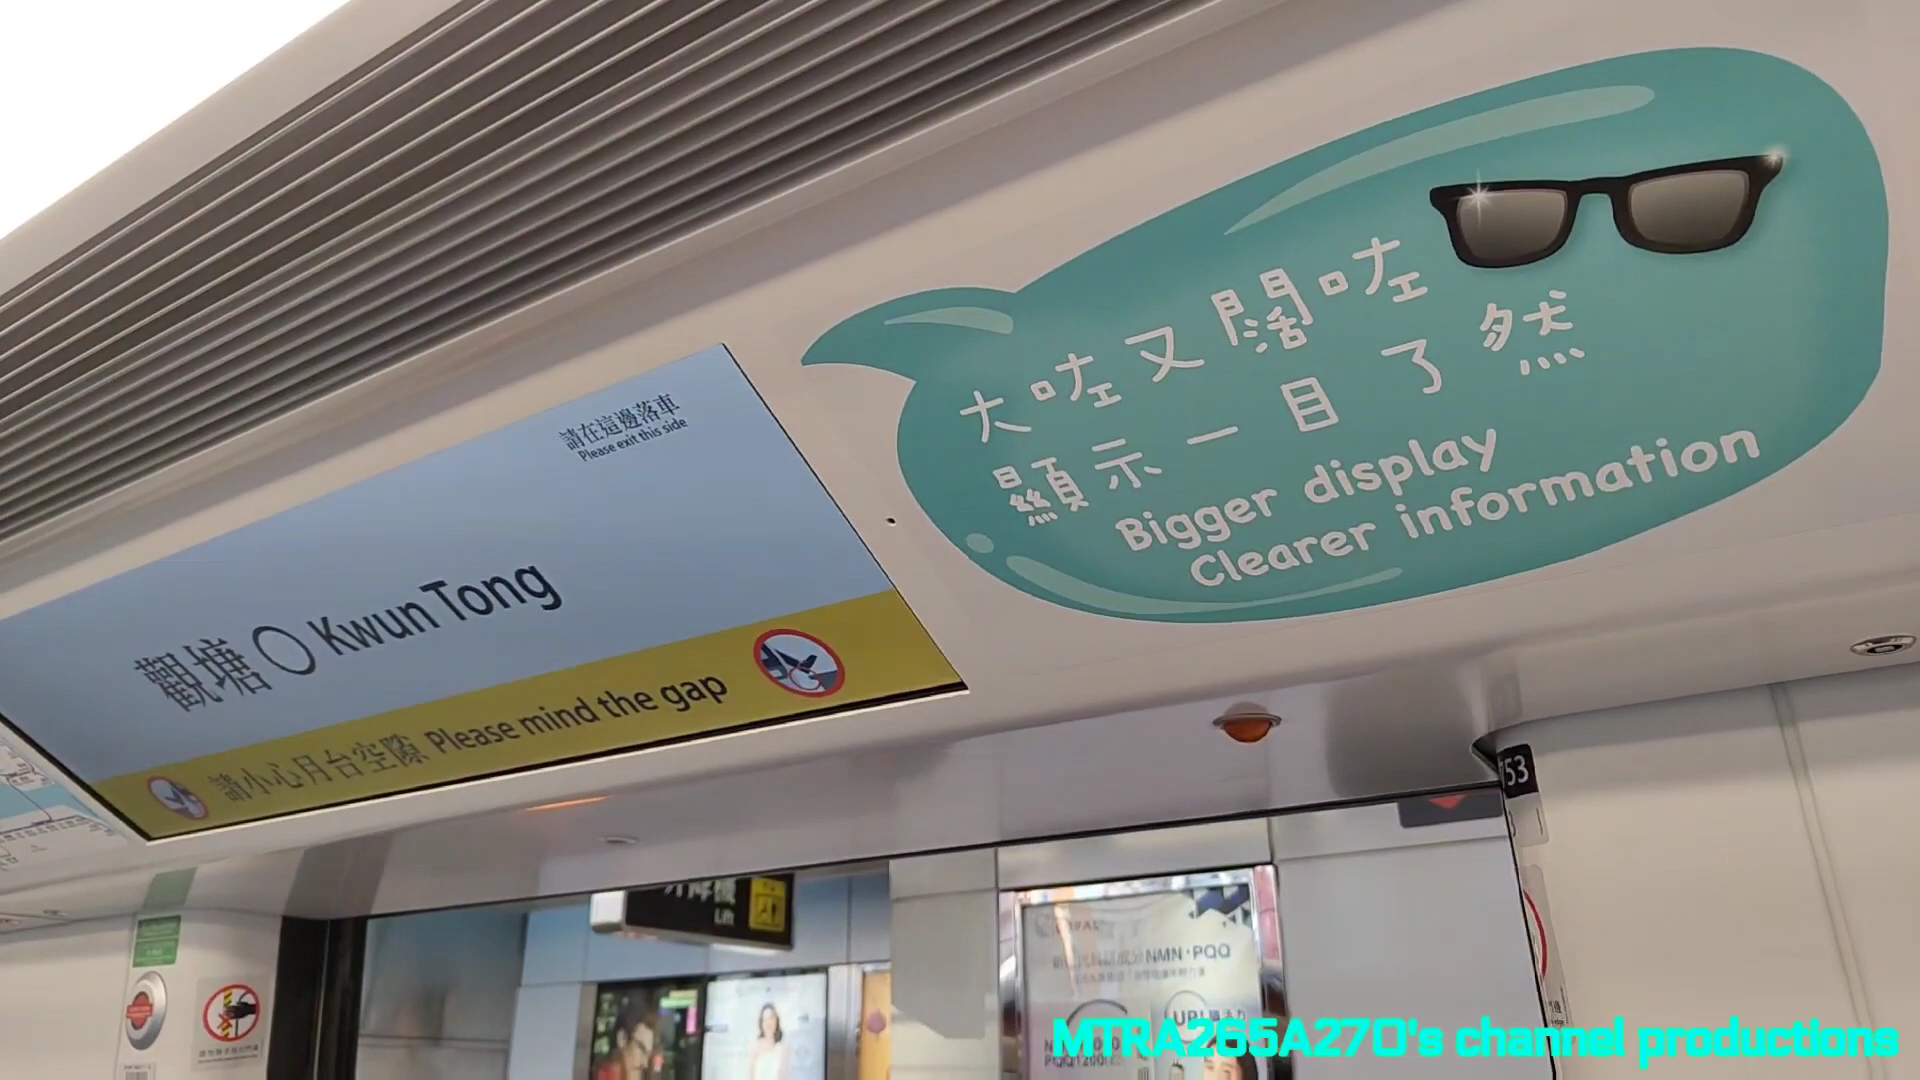 請在這邊落車
Please exit this side
觀塘 Kwun Tong
請小心月台空隙 Please mind the gap
大咗又闊咗
顯示一目了然
Bigger display
Clearer information
753
升降機
Lift
NMN·PQQ
MTRA265A270's channel productions